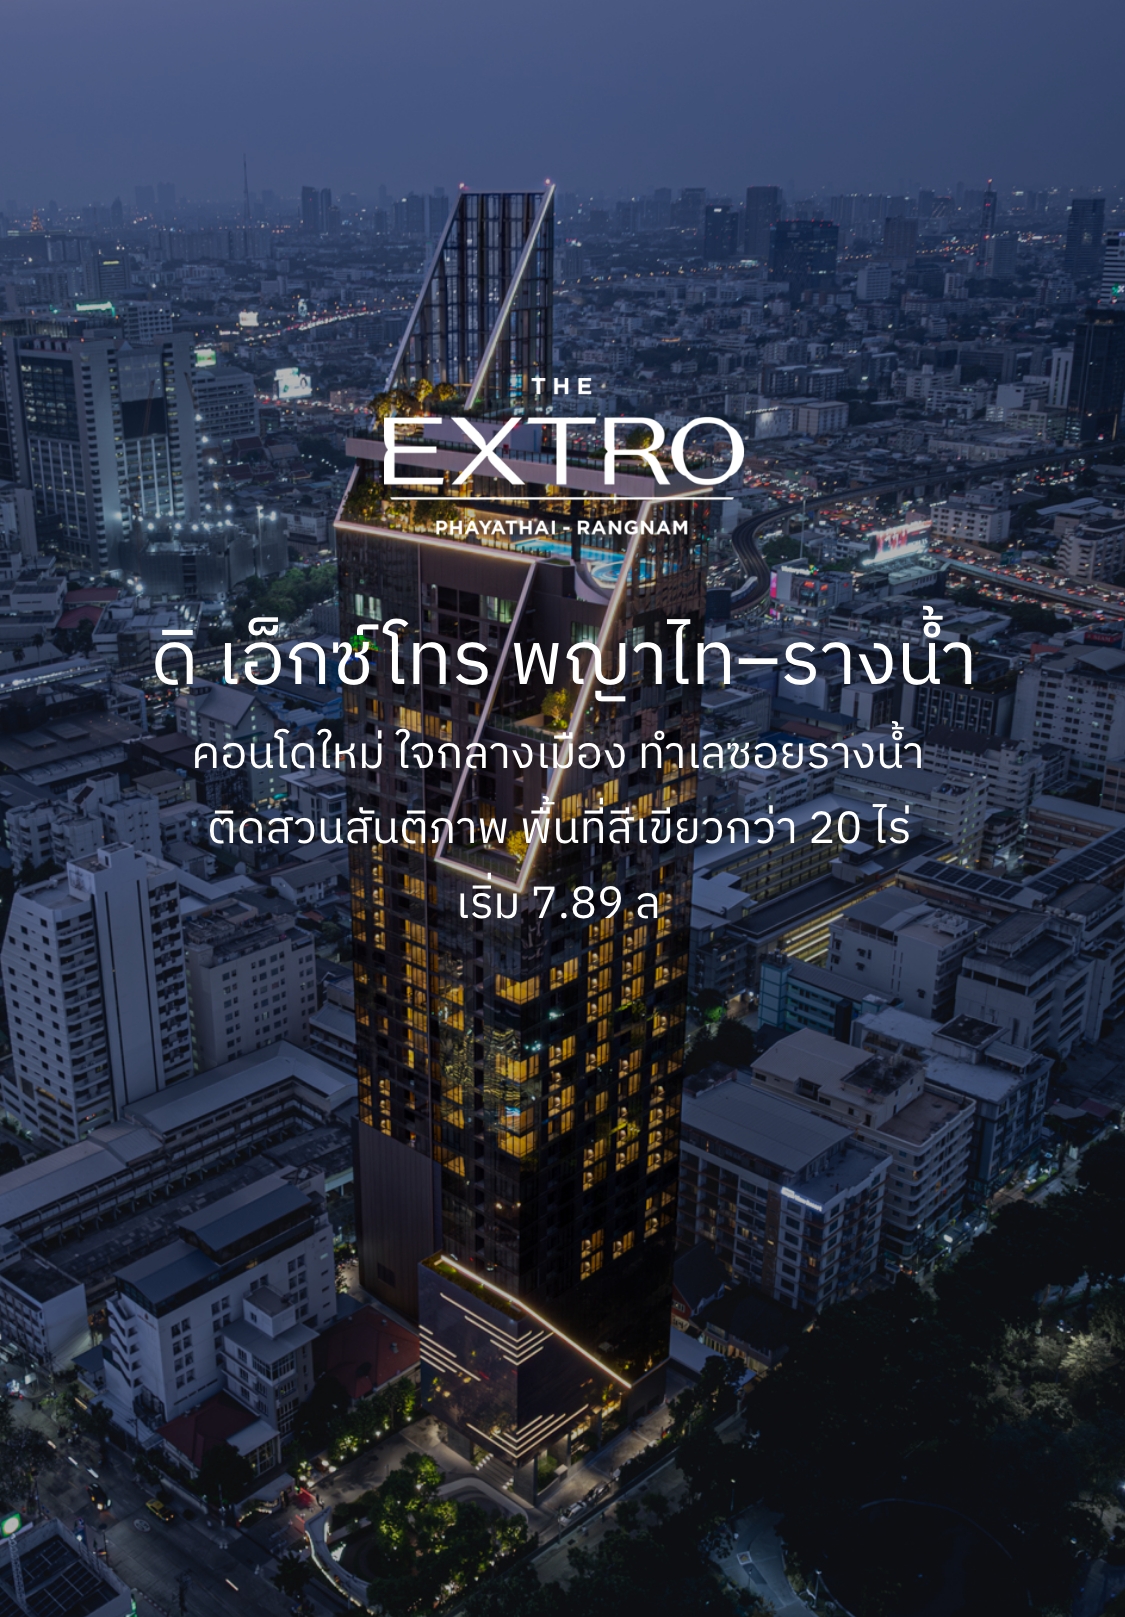 THE
EXTRO
PHAYATHAI - RANGNAM
ดิ เอ็กซ์โทร พญาไท–รางน้ำ
คอนโดใหม่ ใจกลางเมือง ทำเลซอยรางน้ำ
ติดสวนสันติภาพ พื้นที่สีเขียวกว่า 20 ไร่
เริ่ม 7.89 ล